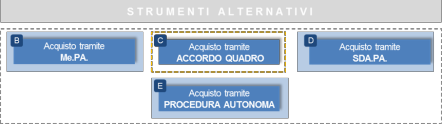 STRUMENTI ALTERNATIVI
B
Acquisto tramite
Me.PA.
C
Acquisto tramite
ACCORDO QUADRO
D
Acquisto tramite
SDA.PA.
E
Acquisto tramite
PROCEDURA AUTONOMA